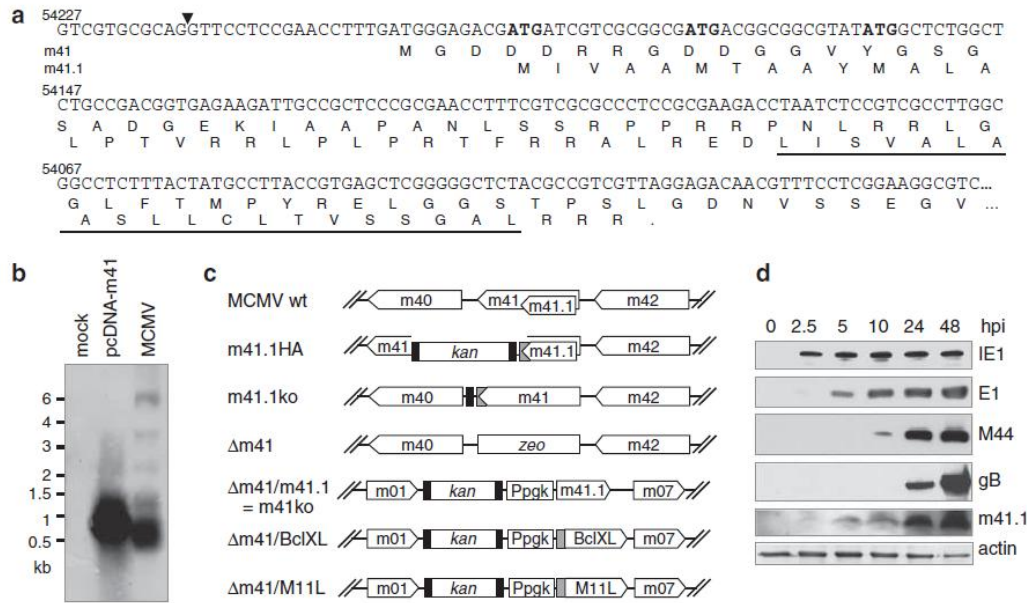 a
54227
GTCGTGCGCAGGTTCCTCCGAACCTTTGATGGGAGACGATGATCGTCGCGGCGATGACGGCGGCGTATATGGCTCTGGCT
m41 M G D D D R R G D D G G V Y G S G
m41.1 M I V A A M T A A Y M A L A
54147
CTGCCGACGGTGAGAAGATTGCCGCTCCCGCGAACCTTTCGTCGCGCCCTCCGCGAAGACCTAATCTCCGTCGCCTTGGC
S A D G E K I A A P A N L S S R P P R R P N L R R L G
L P T V R R L P L P R T F R R A L R E D L I S V A L A
54067
GGCCTCTTTACTATGCCTTACCGTGAGCTCGGGGGCTCTACGCCGTCGTTAGGAGACAACGTTTCCTCGGAAGGCGTC...
G L F T M P Y R E L G G S T P S L G D N V S S E G V ...
A S L L C L T V S S G A L R R R .
b
mock
pcDNA-m41
MCMV
6
4
3
2
1.5
1
0.5
kb
c
MCMV wt m40 m41 m41.1 m42
m41.1HA m41 kan m41.1 m42
m41.1ko m40 m41 m42
Δm41 m40 zeo m42
Δm41/m41.1 m01 kan Ppgk m41.1 m07
= m41ko
Δm41/BclXL m01 kan Ppgk BclXL m07
Δm41/M11L m01 kan Ppgk M11L m07
d
0 2.5 5 10 24 48 hpi
IE1
E1
M44
gB
m41.1
actin